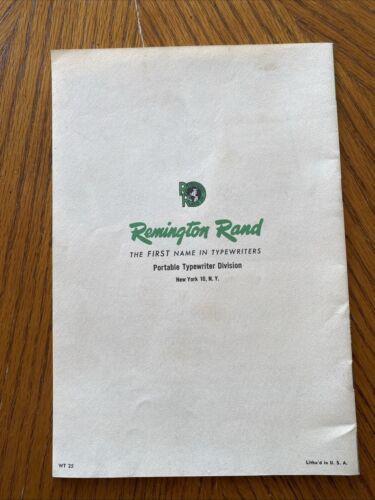 Remington Rand
THE FIRST NAME IN TYPEWRITERS
Portable Typewriter Division
New York 10, N. Y.
WT 25
Litho'd in U. S. A.